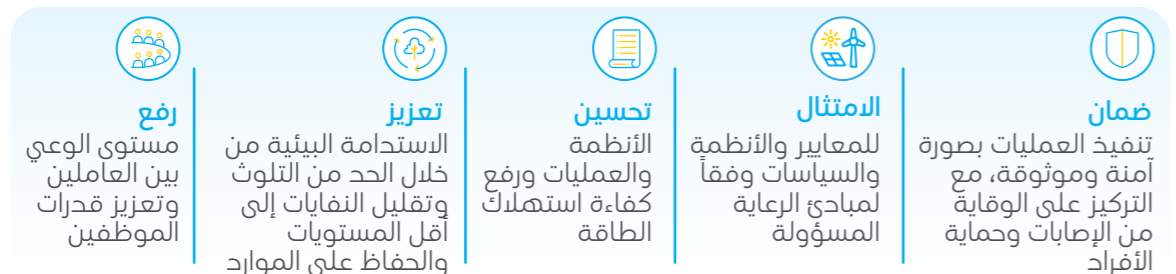 ضمان
تنفيذ العمليات بصورة
آمنة وموثوقة، مع
التركيز على الوقاية
من الإصابات وحماية
الأفراد
الامتثال
للمعايير والأنظمة
والسياسات وفقاً
لمبادئ الرعاية
المسؤولة
تحسين
الأنظمة
والعمليات ورفع
كفاءة استهلاك
الطاقة
تعزيز
الاستدامة البيئية من
خلال الحد من التلوث
وتقليل النفايات إلى
أقل المستويات
والحفاظ على الموارد
رفع
مستوى الوعي
بين العاملين
وتعزيز قدرات
الموظفين